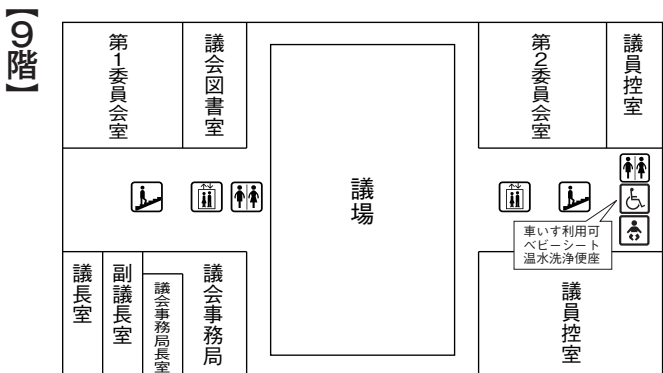 【9階】
第1委員会室
議会図書室
議場
第2委員会室
議員控室
車いす利用可
ベビーシート
温水洗浄便座
議長室
副議長室
議会事務局長室
議会事務局
議員控室